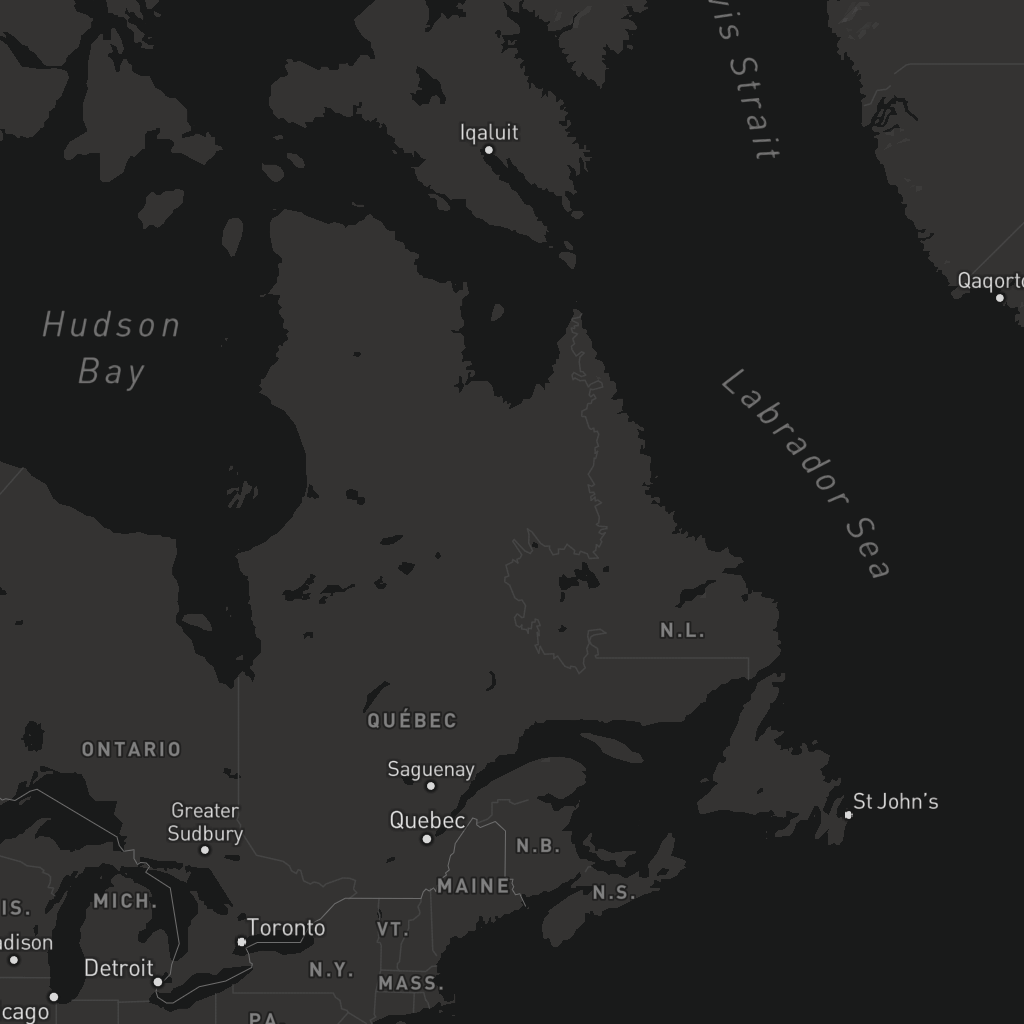 vis Strait
Iqaluit
Qaqorto
Hudson
Bay
Labrador Sea
N.L.
QUÉBEC
ONTARIO
Saguenay
St John’s
Greater
Sudbury
Quebec
N.B.
MAINE
N.S.
MICH.
IS.
Toronto
VT.
dison
Detroit
N.Y.
MASS.
cago
PA